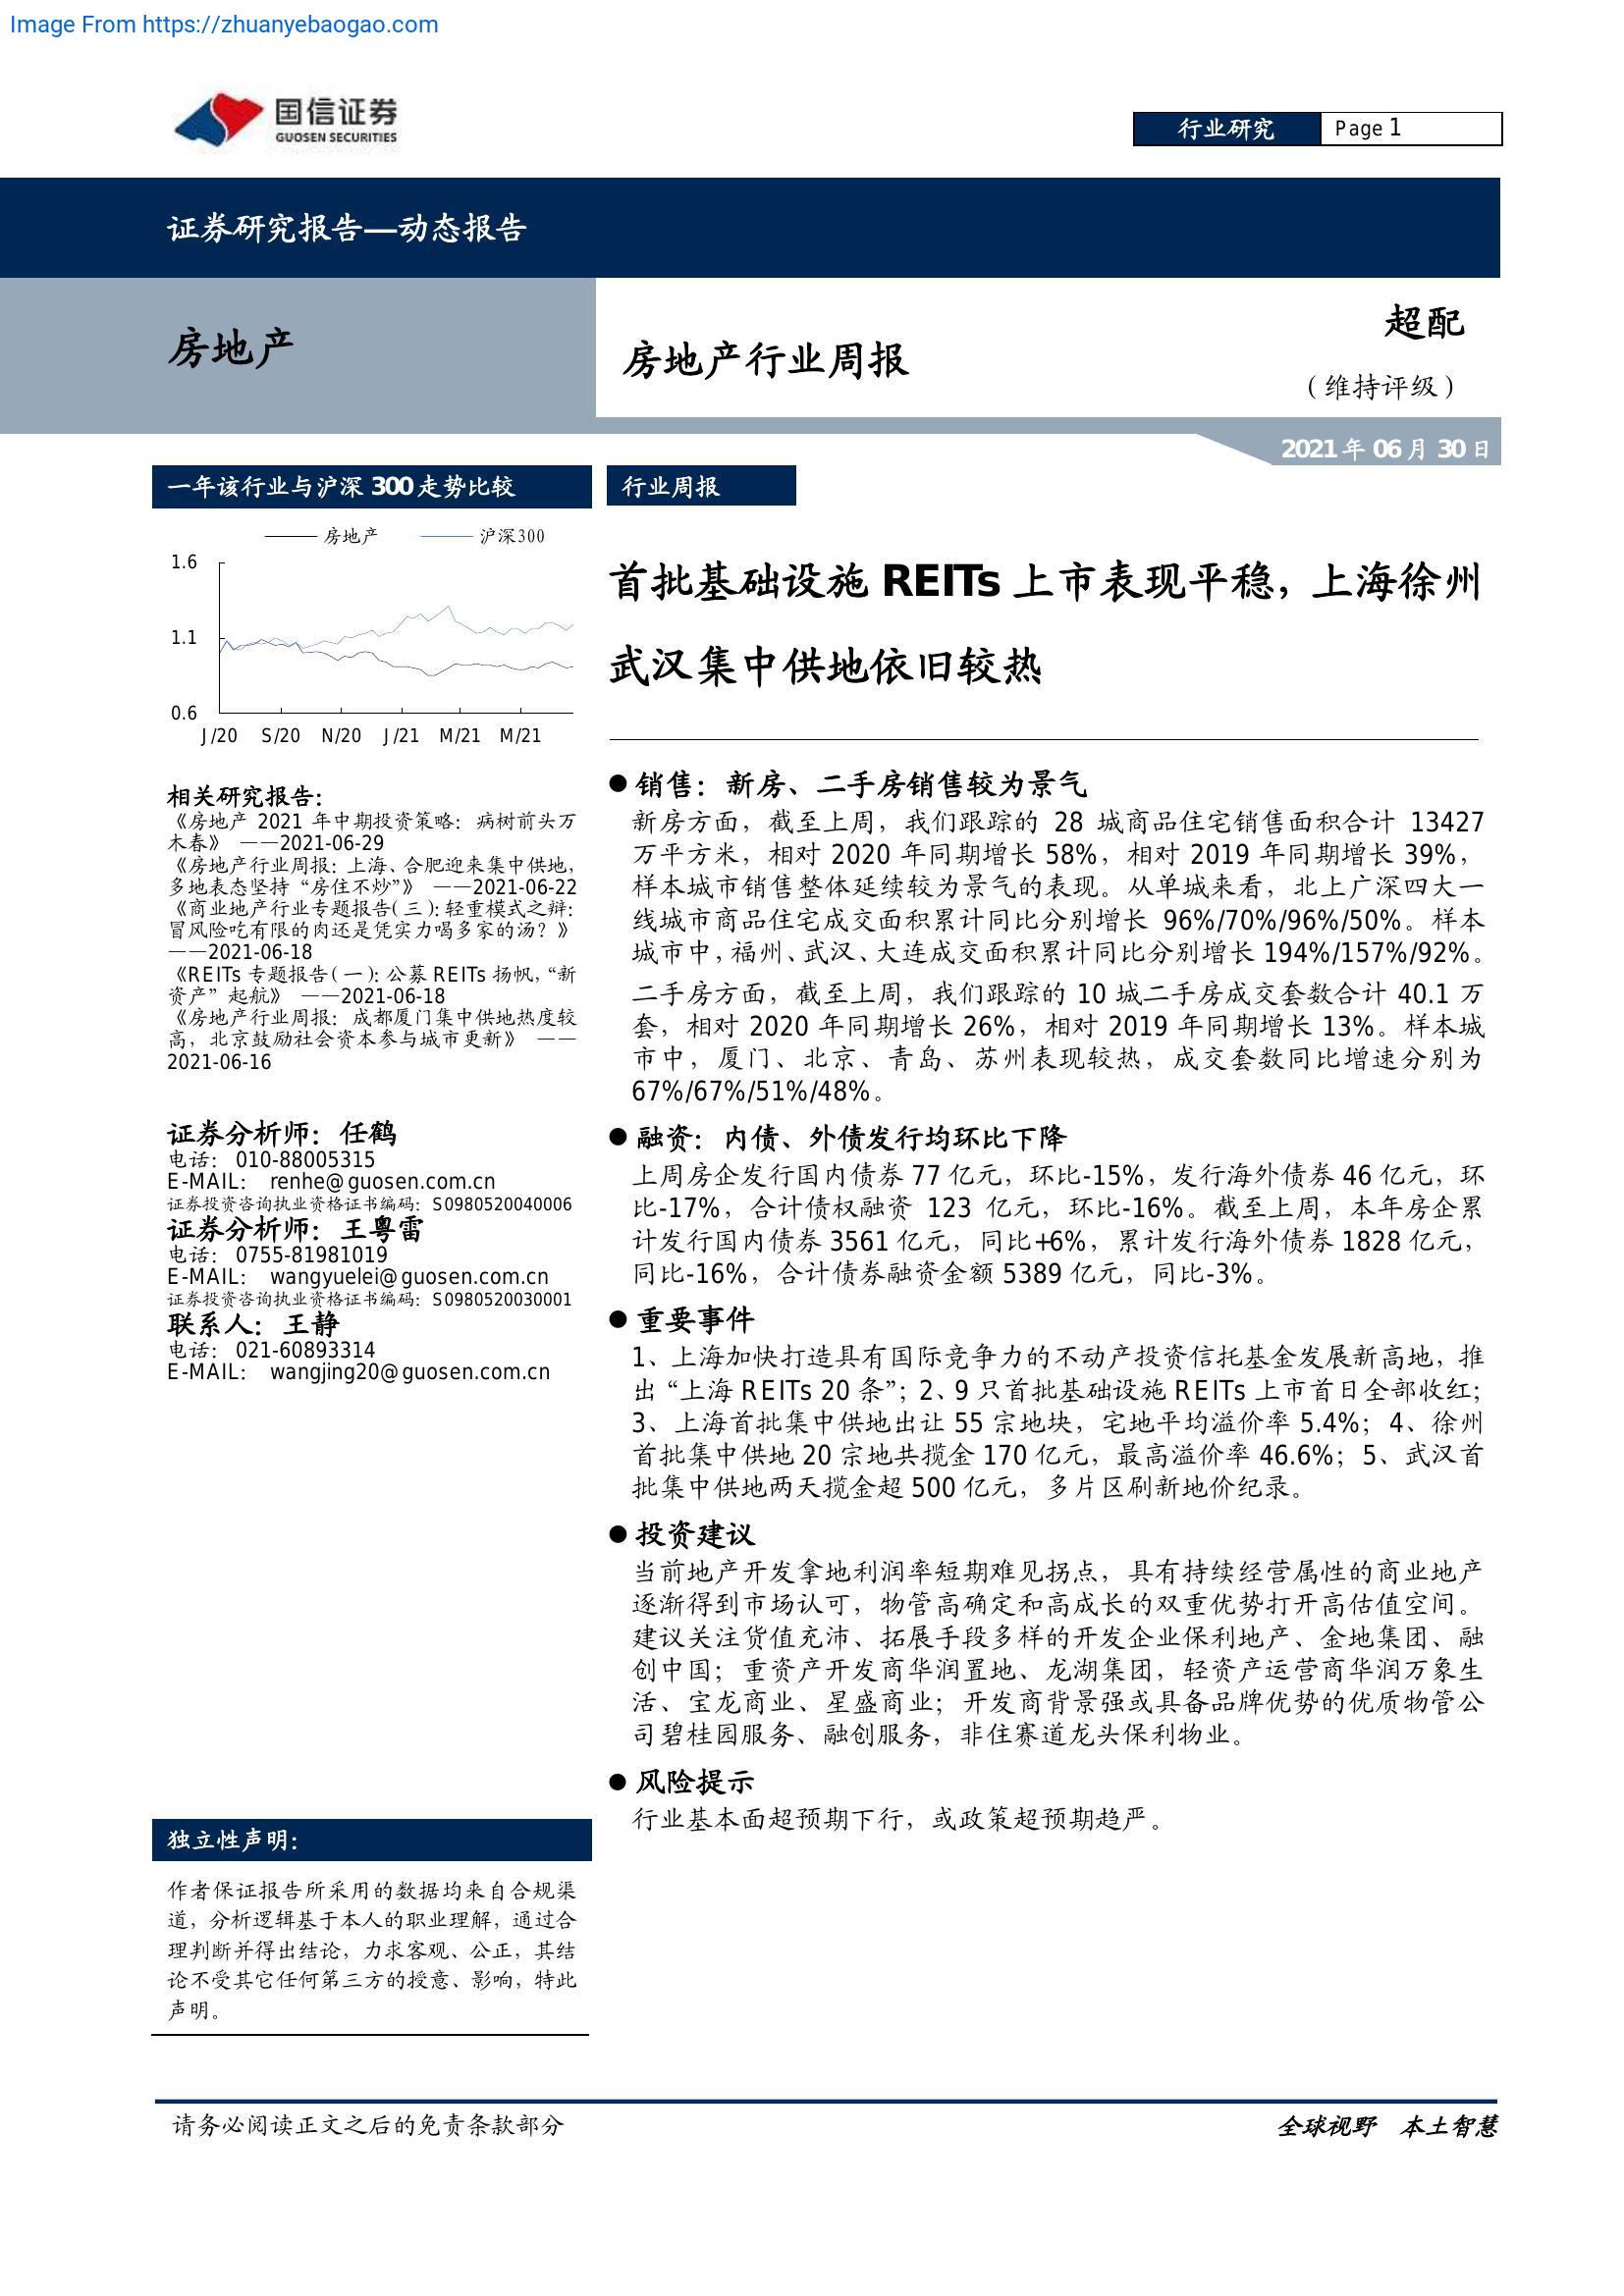 Image From https://zhuanyebaogao.com
国信证券
GUOSEN SECURITIES
行业研究
Page 1
证券研究报告—动态报告
房地产
房地产行业周报
超配
（维持评级）
2021 年 06 月 30 日
一年该行业与沪深 300 走势比较
房地产 沪深300
1.6
1.1
0.6
J/20 S/20 N/20 J/21 M/21 M/21
相关研究报告：
《房地产 2021 年中期投资策略：病树前头万
木春》 ——2021-06-29
《房地产行业周报：上海、合肥迎来集中供地，
多地表态坚持“房住不炒”》 ——2021-06-22
《商业地产行业专题报告（三）：轻重模式之辩：
冒风险吃有限的肉还是凭实力喝多家的汤？》
——2021-06-18
《REITs 专题报告（一）：公募 REITs 扬帆，“新
资产”起航》 ——2021-06-18
《房地产行业周报：成都厦门集中供地热度较
高，北京鼓励社会资本参与城市更新》 ——
2021-06-16
证券分析师：任鹤
电话： 010-88005315
E-MAIL： renhe@guosen.com.cn
证券投资咨询执业资格证书编码：S0980520040006
证券分析师：王粤雷
电话： 0755-81981019
E-MAIL： wangyuelei@guosen.com.cn
证券投资咨询执业资格证书编码：S0980520030001
联系人：王静
电话： 021-60893314
E-MAIL： wangjing20@guosen.com.cn
独立性声明：
作者保证报告所采用的数据均来自合规渠
道，分析逻辑基于本人的职业理解，通过合
理判断并得出结论，力求客观、公正，其结
论不受其它任何第三方的授意、影响，特此
声明。
行业周报
首批基础设施 REITs 上市表现平稳，上海徐州
武汉集中供地依旧较热
● 销售：新房、二手房销售较为景气
新房方面，截至上周，我们跟踪的 28 城商品住宅销售面积合计 13427
万平方米，相对 2020 年同期增长 58%，相对 2019 年同期增长 39%，
样本城市销售整体延续较为景气的表现。从单城来看，北上广深四大一
线城市商品住宅成交面积累计同比分别增长 96%/70%/96%/50%。样本
城市中，福州、武汉、大连成交面积累计同比分别增长 194%/157%/92%。
二手房方面，截至上周，我们跟踪的 10 城二手房成交套数合计 40.1 万
套，相对 2020 年同期增长 26%，相对 2019 年同期增长 13%。样本城
市中，厦门、北京、青岛、苏州表现较热，成交套数同比增速分别为
67%/67%/51%/48%。
● 融资：内债、外债发行均环比下降
上周房企发行国内债券 77 亿元，环比-15%，发行海外债券 46 亿元，环
比-17%，合计债权融资 123 亿元，环比-16%。截至上周，本年房企累
计发行国内债券 3561 亿元，同比+6%，累计发行海外债券 1828 亿元，
同比-16%，合计债券融资金额 5389 亿元，同比-3%。
● 重要事件
1、上海加快打造具有国际竞争力的不动产投资信托基金发展新高地，推
出“上海 REITs 20 条”；2、9 只首批基础设施 REITs 上市首日全部收红；
3、上海首批集中供地出让 55 宗地块，宅地平均溢价率 5.4%；4、徐州
首批集中供地 20 宗地共揽金 170 亿元，最高溢价率 46.6%；5、武汉首
批集中供地两天揽金超 500 亿元，多片区刷新地价纪录。
● 投资建议
当前地产开发拿地利润率短期难见拐点，具有持续经营属性的商业地产
逐渐得到市场认可，物管高确定和高成长的双重优势打开高估值空间。
建议关注货值充沛、拓展手段多样的开发企业保利地产、金地集团、融
创中国；重资产开发商华润置地、龙湖集团，轻资产运营商华润万象生
活、宝龙商业、星盛商业；开发商背景强或具备品牌优势的优质物管公
司碧桂园服务、融创服务，非住赛道龙头保利物业。
● 风险提示
行业基本面超预期下行，或政策超预期趋严。
请务必阅读正文之后的免责条款部分
全球视野 本土智慧